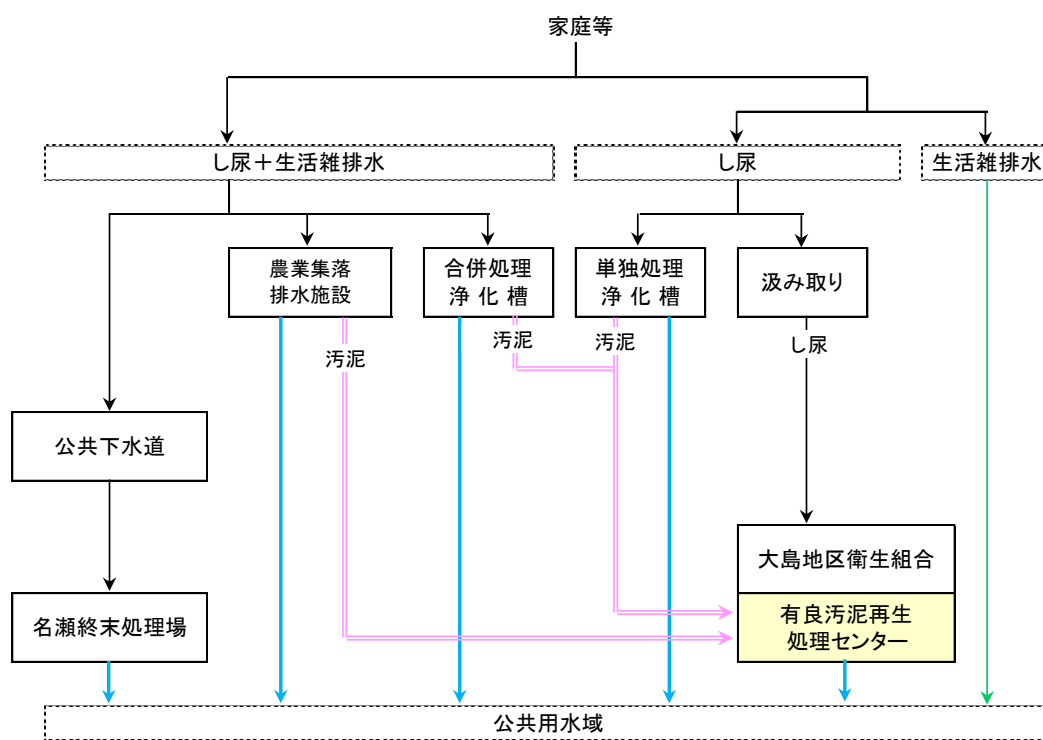 家庭等
し尿+生活雑排水
し尿
生活雑排水
農業集落
排水施設
合併処理
浄化槽
単独処理
浄化槽
汲み取り
汚泥
汚泥
汚泥
し尿
公共下水道
大島地区衛生組合
名瀬終末処理場
有良汚泥再生
処理センター
公共用水域